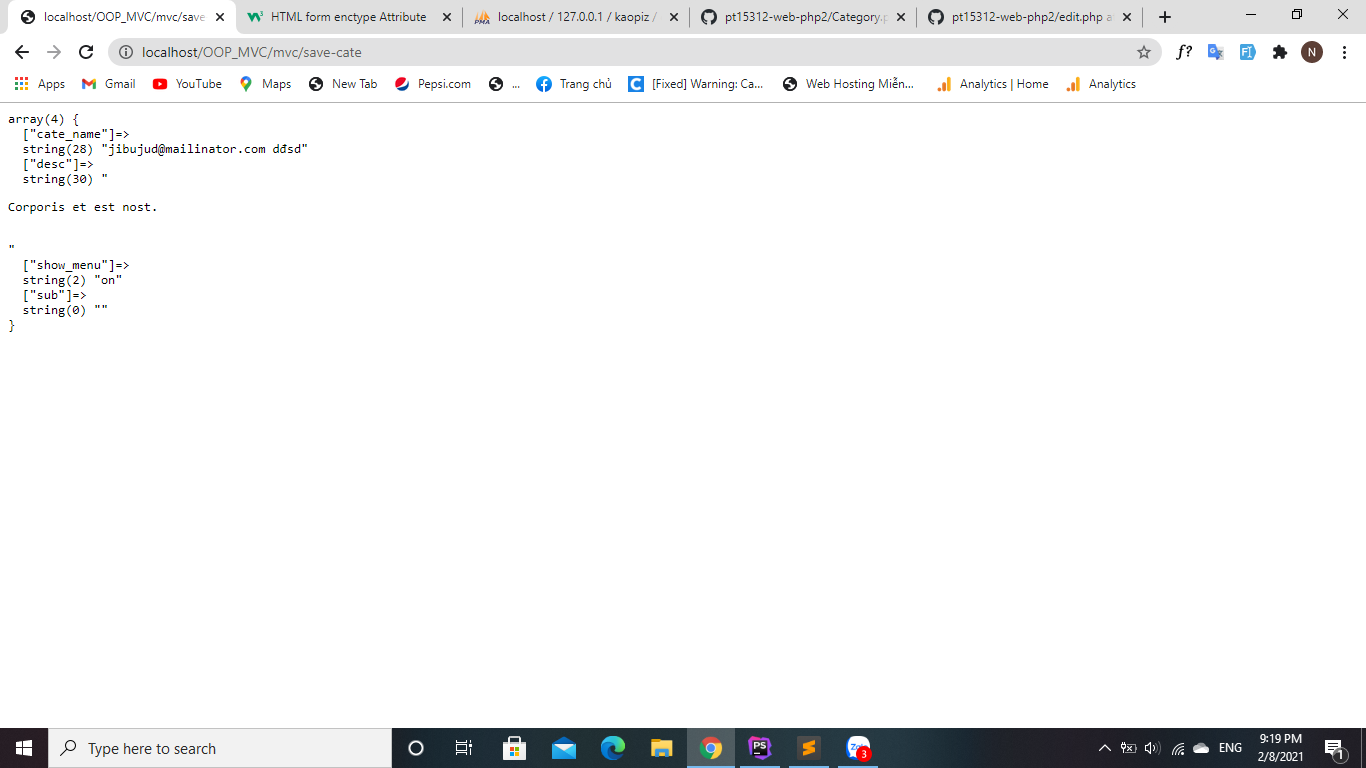 localhost/OOP_MVC/mvc/save
HTML form enctype Attribute
PMA
localhost / 127.0.0.1 / kaopiz /
pt15312-web-php2/Category.p
pt15312-web-php2/edit.php a
localhost/OOP_MVC/mvc/save-cate
f?
N
Apps
Gmail
YouTube
Maps
New Tab
Pepsi.com
...
Trang chủ
[Fixed] Warning: Ca...
Web Hosting Miễn...
Analytics | Home
Analytics
array(4) {
["cate_name"]=>
string(28) "jibujud@mailinator.com dđsd"
["desc"]=>
string(30) "
Corporis et est nost.
"
["show_menu"]=>
string(2) "on"
["sub"]=>
string(0) ""
}
Type here to search
PS
3
ENG
9:19 PM
2/8/2021
1